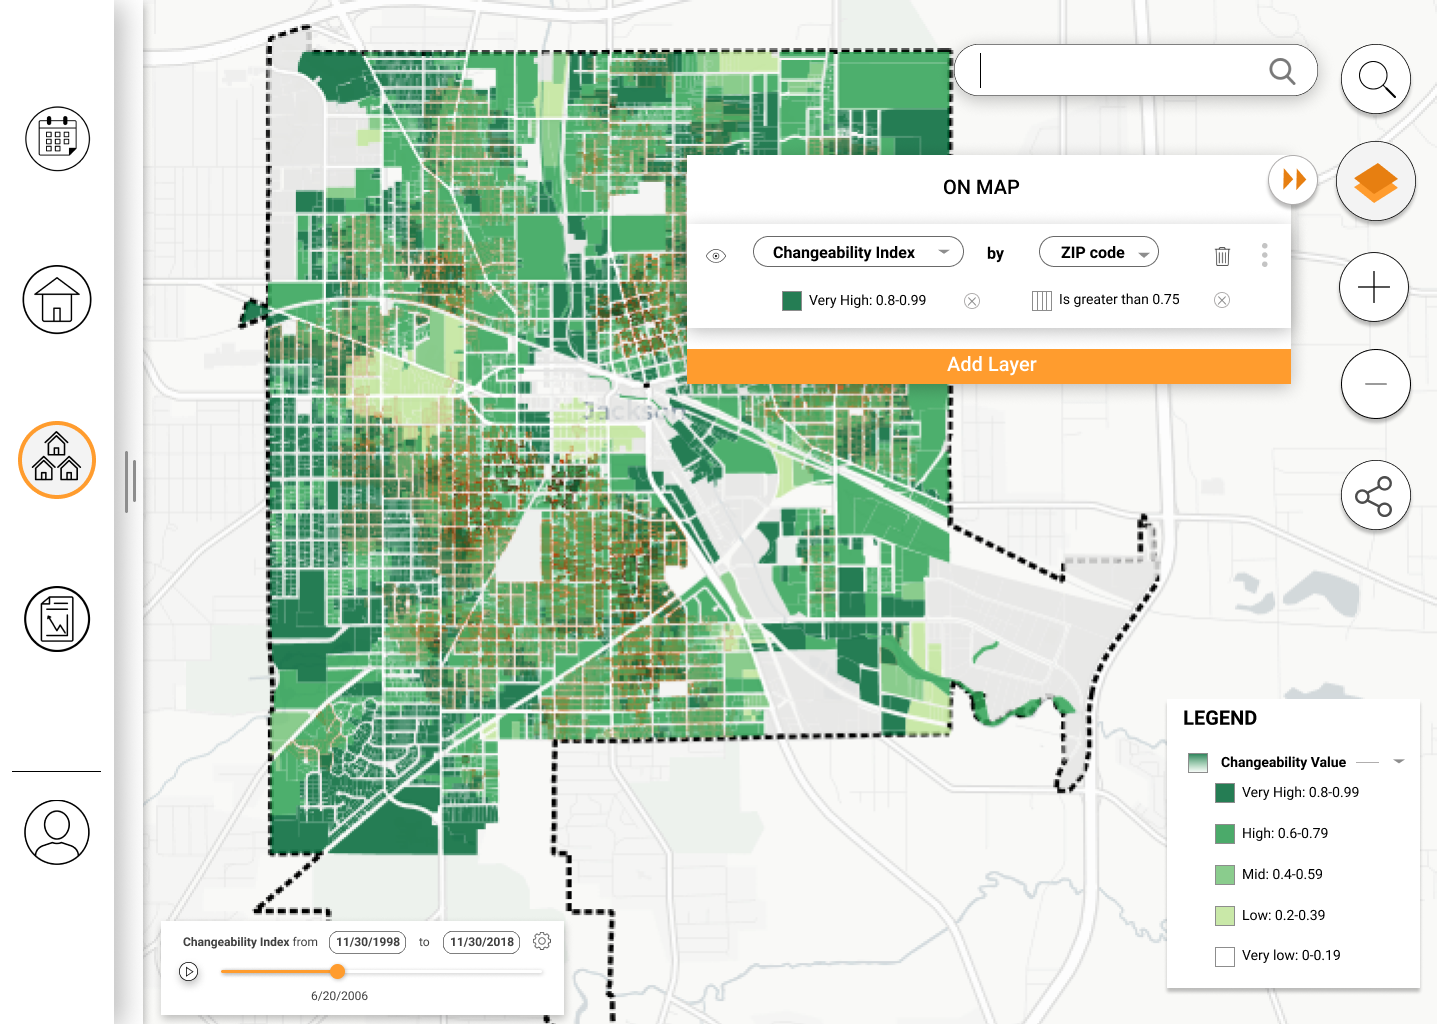 ON MAP
Changeability Index by ZIP code
Very High: 0.8-0.99 Is greater than 0.75
Add Layer
Jackson
LEGEND
Changeability Value
Very High: 0.8-0.99
High: 0.6-0.79
Mid: 0.4-0.59
Low: 0.2-0.39
Very low: 0-0.19
Changeability Index from 11/30/1998 to 11/30/2018
6/20/2006